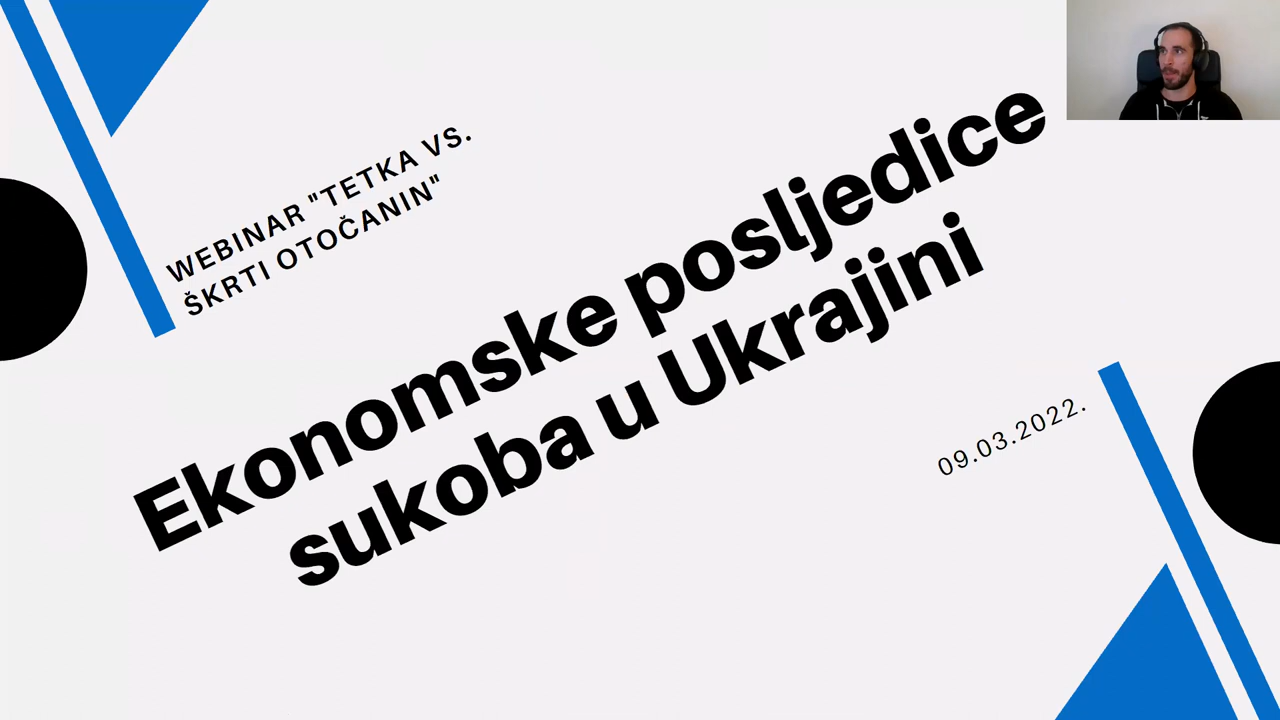 WEBINAR "TETKA VS.
ŠKRTI OTOČANIN"
Ekonomske posljedice
sukoba u Ukrajini
09.03.2022.